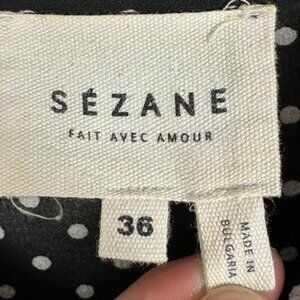 SÉZANE
FAIT AVEC AMOUR
36
MADE IN
BULGARIA